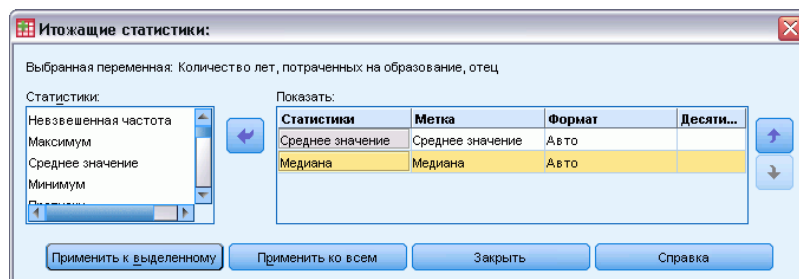 Итожащие статистики:
Выбранная переменная: Количество лет, потраченных на образование, отец
Статистики:
Показать:
Невзвешенная частота
Максимум
Среднее значение
Минимум
Статистики Метка Формат Десяти...
Среднее значение Среднее значение Авто
Медиана Медиана Авто
Применить к выделенному Применить ко всем Закрыть Справка